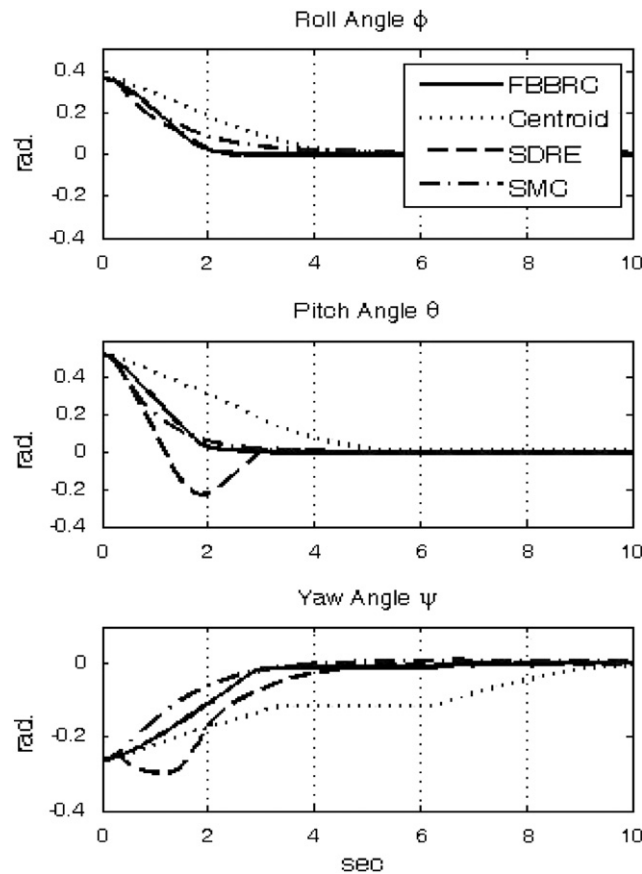 Roll Angle ϕ
rad.
0.4
0.2
0
-0.2
-0.4
0 2 4 6 8 10
FBBRC
Centroid
SDRE
SMC
Pitch Angle θ
rad.
0.4
0.2
0
-0.2
-0.4
0 2 4 6 8 10
Yaw Angle ψ
rad.
0
-0.2
-0.4
0 2 4 6 8 10
sec